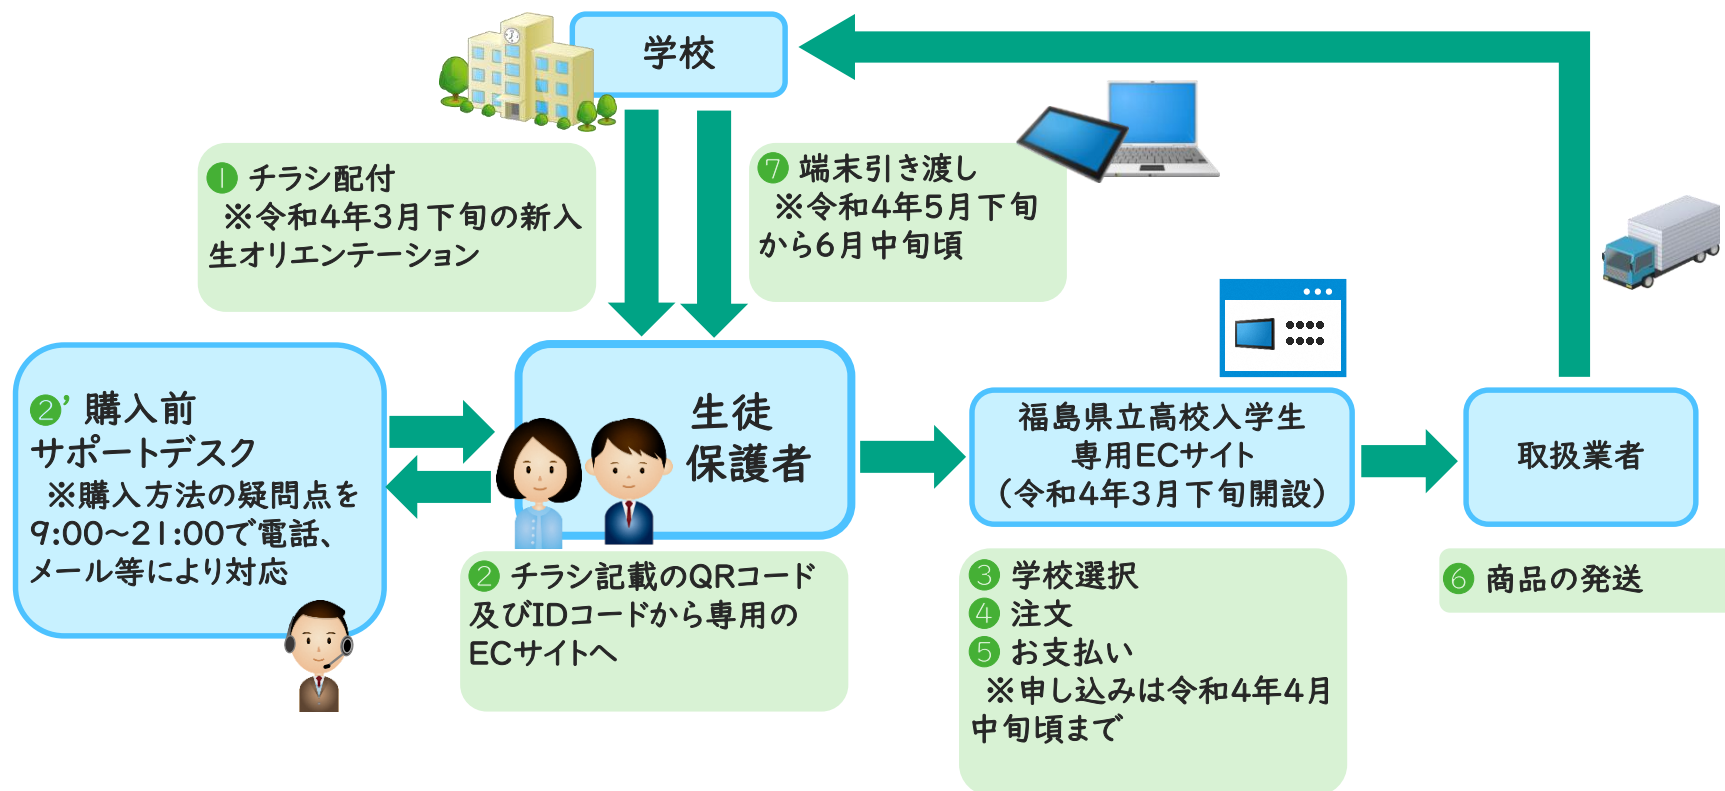 学校
❶ チラシ配付
※令和4年3月下旬の新入
生オリエンテーション
❼ 端末引き渡し
※令和4年5月下旬
から6月中旬頃
❷’ 購入前
サポートデスク
※購入方法の疑問点を
9:00~21:00で電話、
メール等により対応
生徒
保護者
❷ チラシ記載のQRコード
及びIDコードから専用の
ECサイトへ
福島県立高校入学生
専用ECサイト
(令和4年3月下旬開設)
❸ 学校選択
❹ 注文
❺ お支払い
※申し込みは令和4年4月
中旬頃まで
取扱業者
❻ 商品の発送